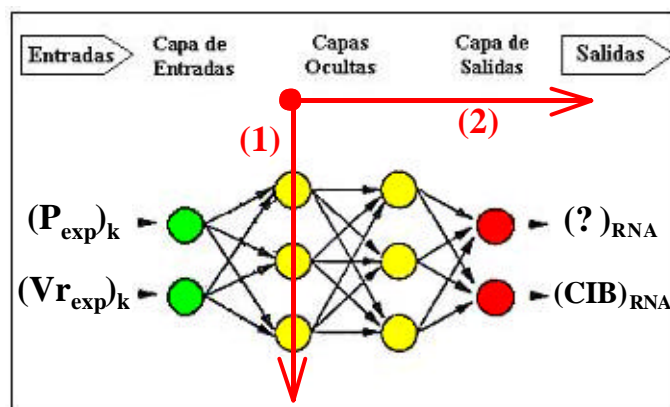 Entradas
Capa de
Entradas
Capas
Ocultas
Capa de
Salidas
Salidas
(1)
(2)
(Pexp)k
(? )RNA
(Vrexp)k
(CIB)RNA